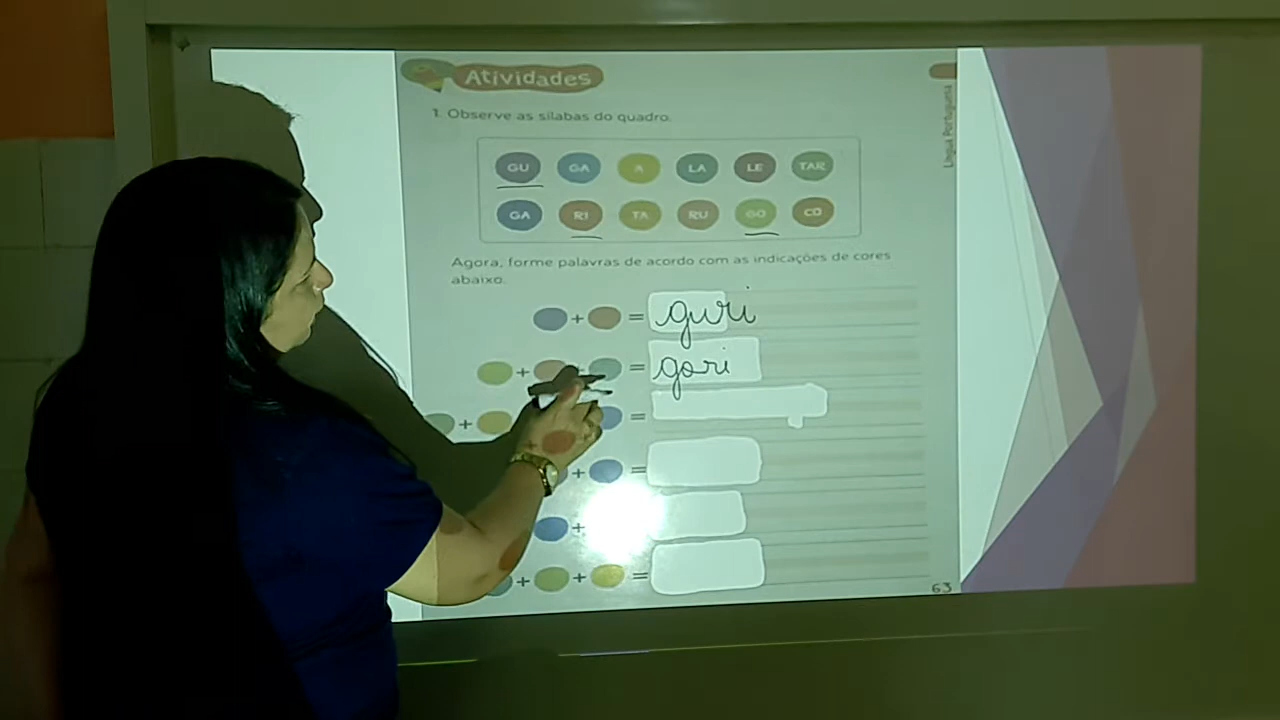 Atividades
1. Observe as sílabas do quadro.
GU GA A LA LE TAR
GA RI TA RU GO CO
Agora, forme palavras de acordo com as indicações de cores
abaixo.
+ = guri
+ + = gori
+ =
+ =
+
+ + =
63
Língua Portuguesa